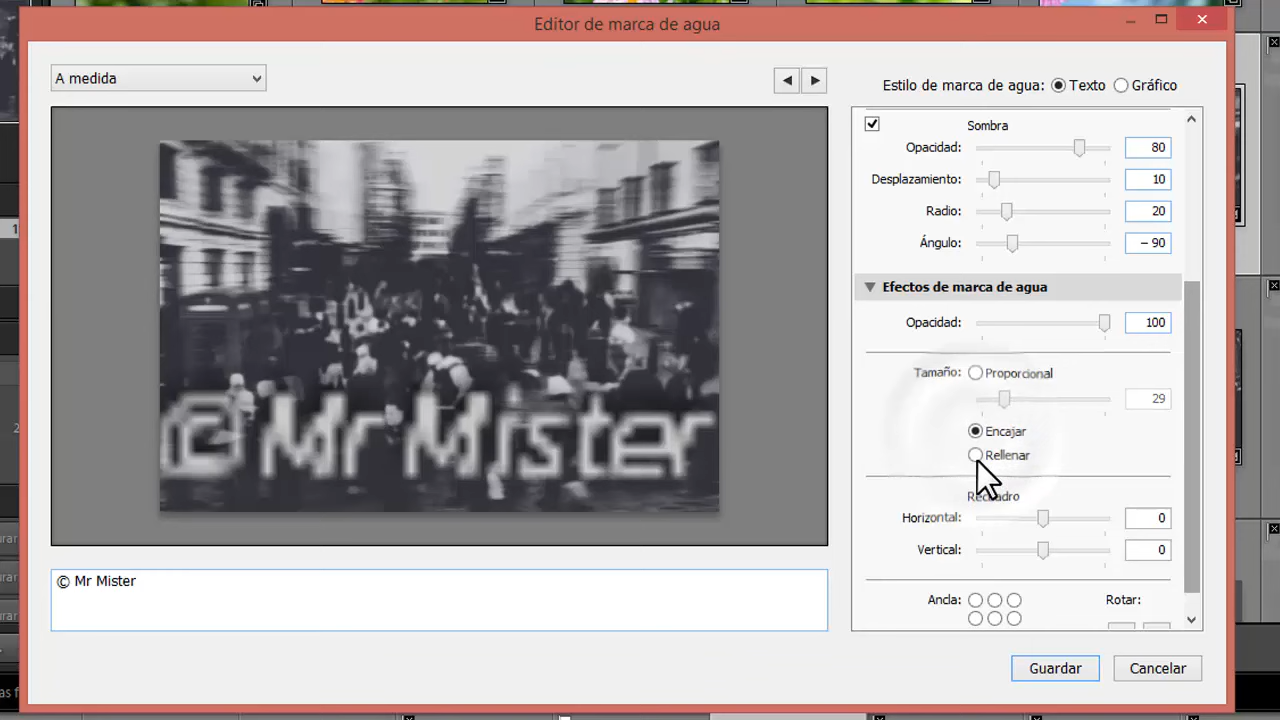 Editor de marca de agua
A medida
Estilo de marca de agua: Texto Gráfico
Sombra
Opacidad: 80
Desplazamiento: 10
Radio: 20
Ángulo: – 90
Efectos de marca de agua
Opacidad: 100
Tamaño: Proporcional
29
Encajar
Rellenar
Recuadro
Horizontal: 0
Vertical: 0
Ancla: Rotar:
© Mr Mister
© Mr Mister
Guardar Cancelar